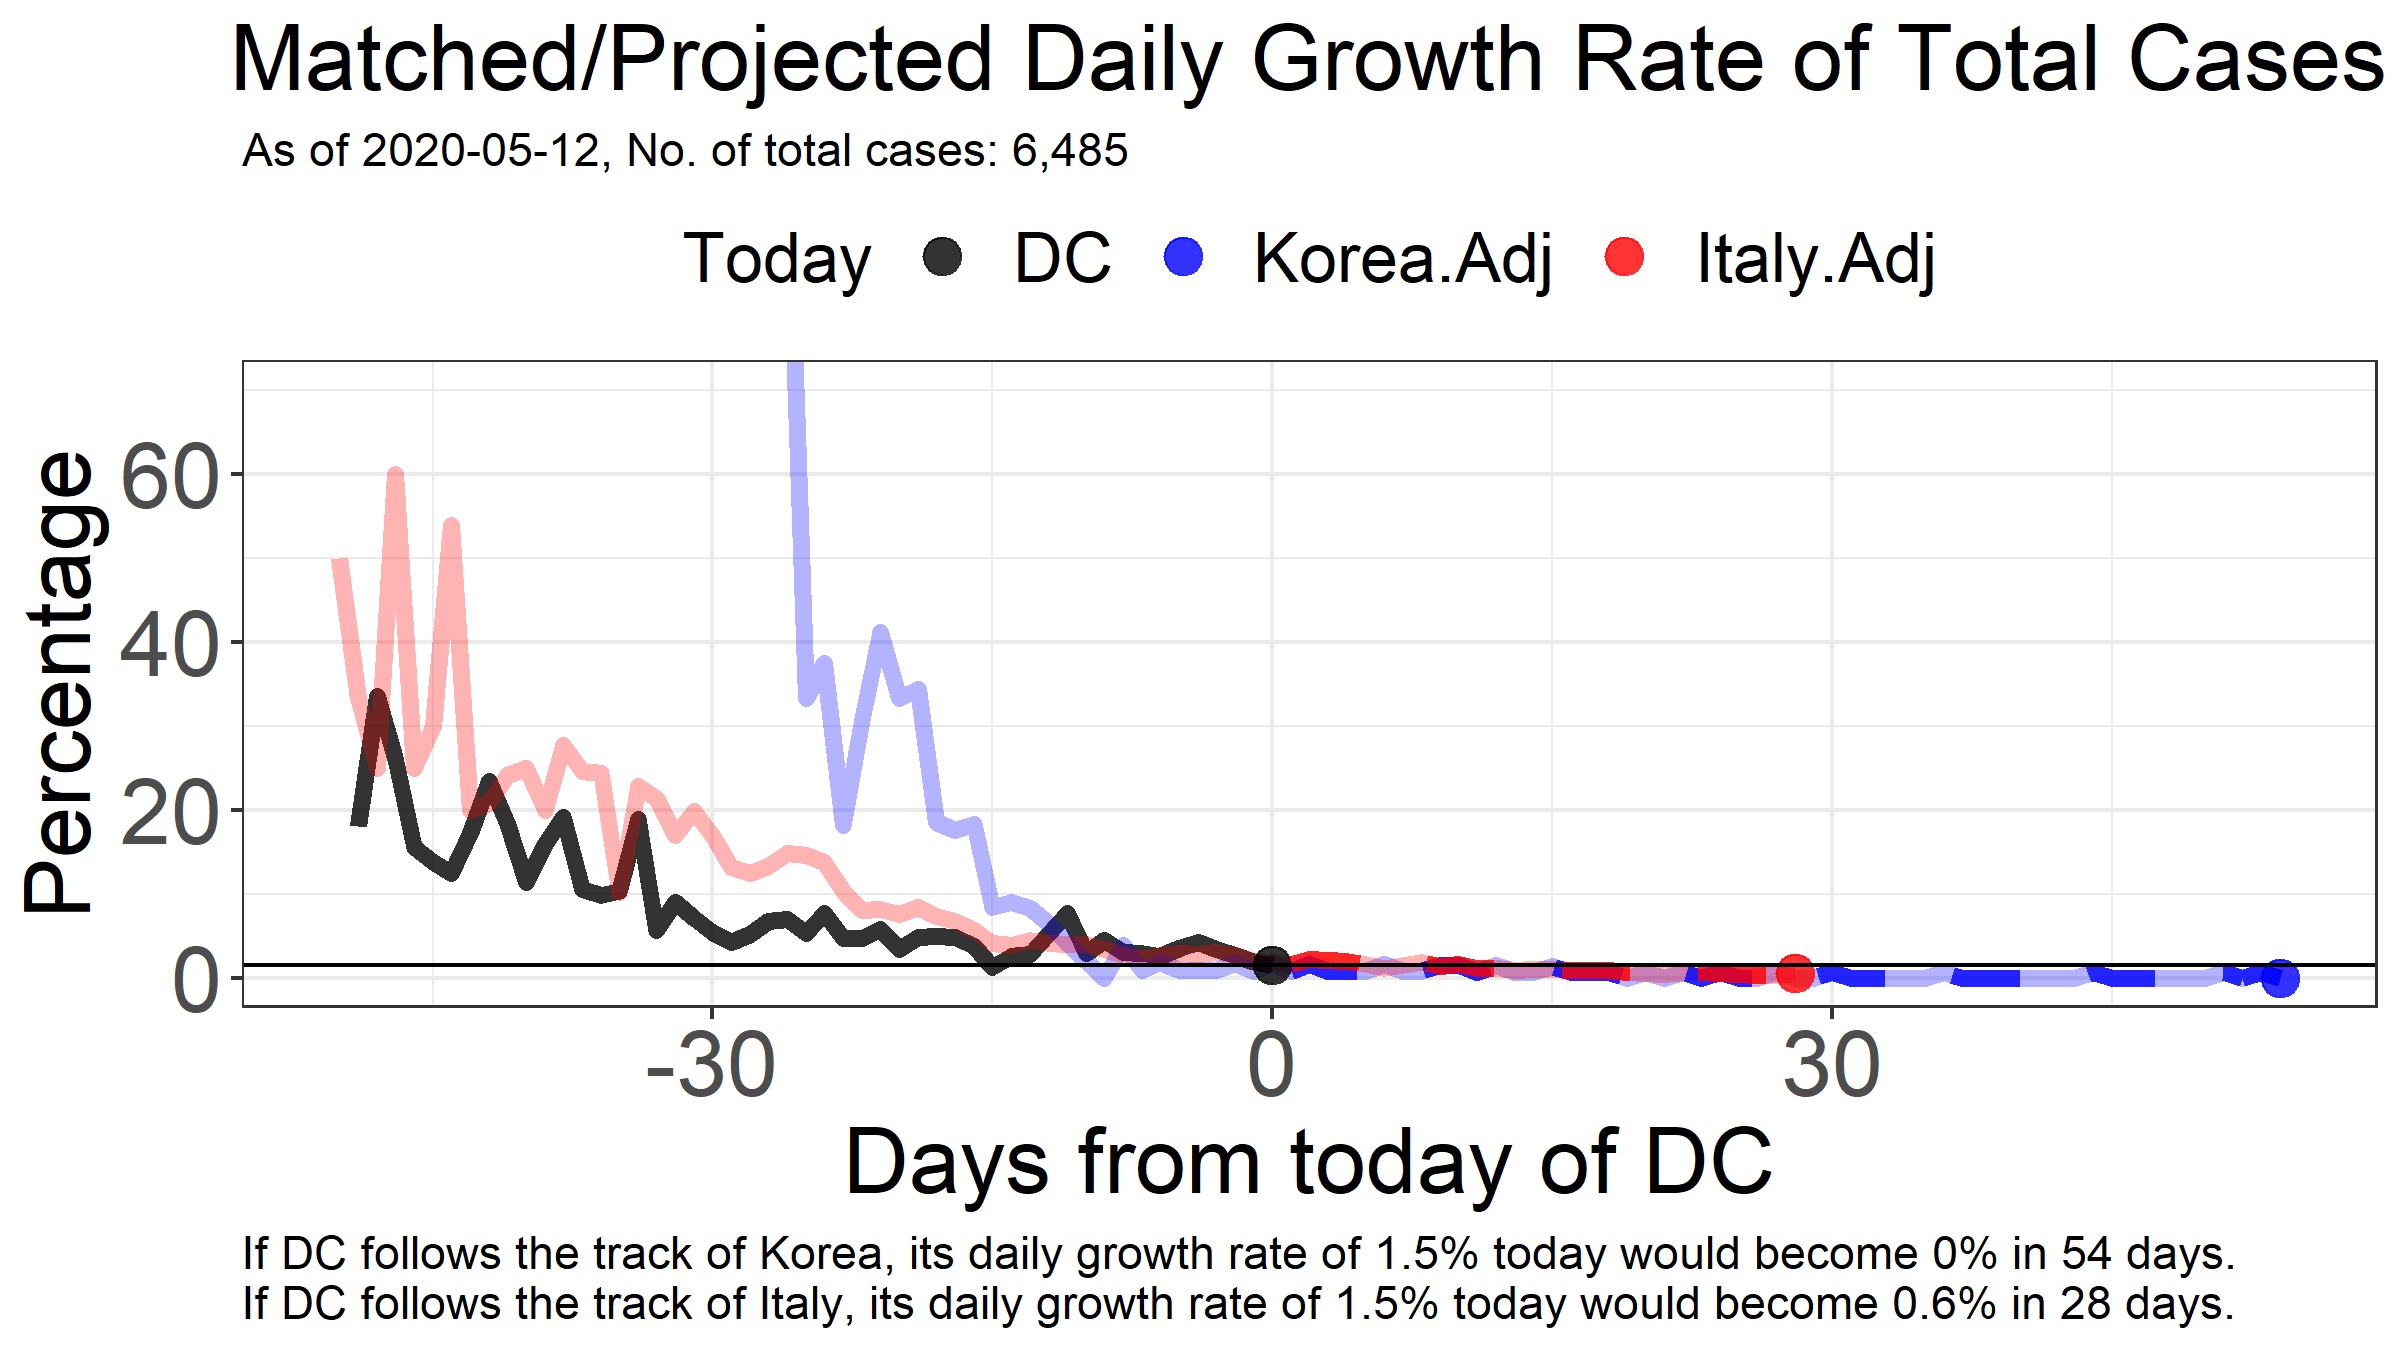 Matched/Projected Daily Growth Rate of Total Cases
As of 2020-05-12, No. of total cases: 6,485
Today DC Korea.Adj Italy.Adj
Percentage
60
40
20
0
-30 0 30
Days from today of DC
If DC follows the track of Korea, its daily growth rate of 1.5% today would become 0% in 54 days.
If DC follows the track of Italy, its daily growth rate of 1.5% today would become 0.6% in 28 days.